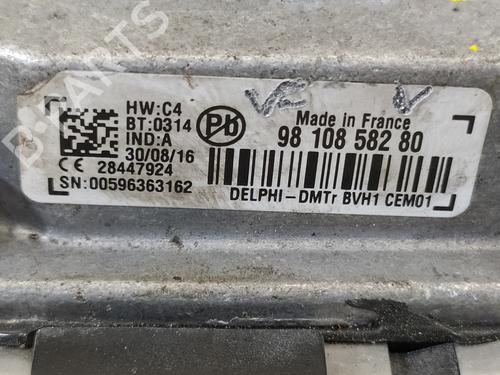 B-PARTS
HW:C4
BT:0314
IND:A
30/08/16
CE 28447924
SN:00596363162
Pb
VF V
Made in France
98 108 582 80
DELPHI-DMTr BVH1 CEM01